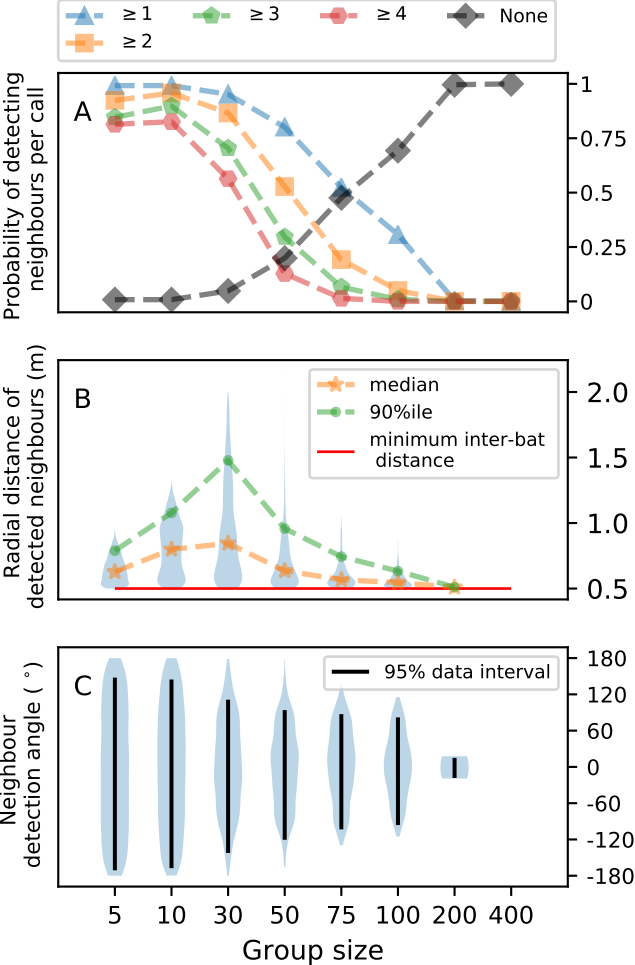 ≥1
≥2
≥3
≥4
None
A
Probability of detecting
neighbours per call
1
0.75
0.5
0.25
0
B
Radial distance of
detected neighbours (m)
median
90%ile
minimum inter-bat
distance
2.0
1.5
1.0
0.5
C
Neighbour
detection angle ( °)
95% data interval
180
120
60
0
-60
-120
-180
5 10 30 50 75 100 200 400
Group size